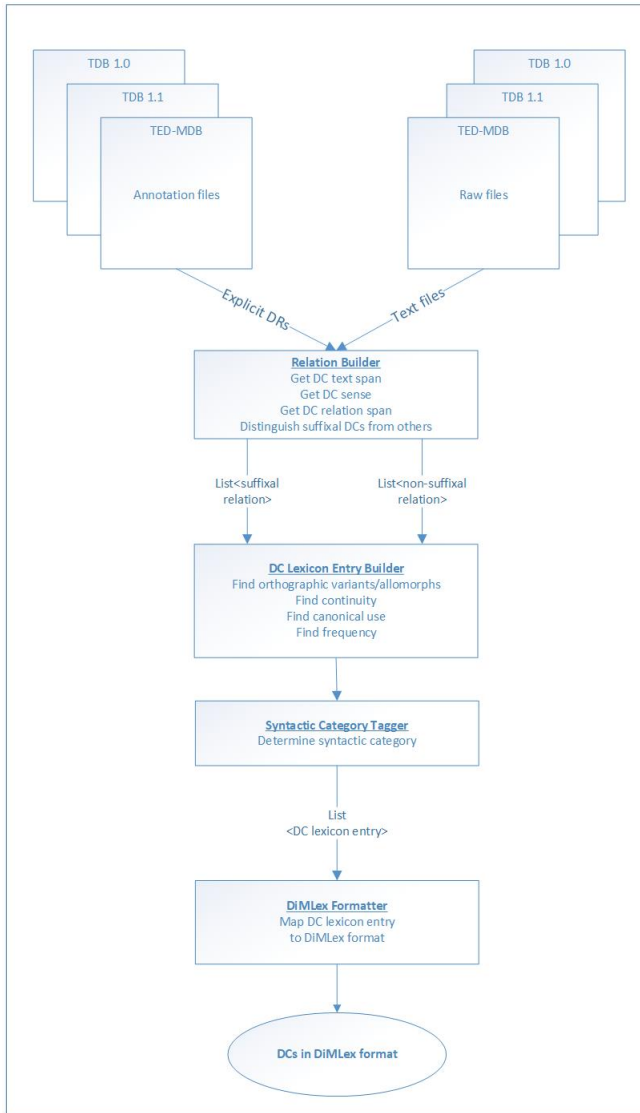 TDB 1.0
TDB 1.1
TED-MDB
Annotation files
TDB 1.0
TDB 1.1
TED-MDB
Raw files
Explicit DRs
Text files
Relation Builder
Get DC text span
Get DC sense
Get DC relation span
Distinguish suffixal DCs from others
List<suffixal
relation>
List<non-suffixal
relation>
DC Lexicon Entry Builder
Find orthographic variants/allomorphs
Find continuity
Find canonical use
Find frequency
Syntactic Category Tagger
Determine syntactic category
List
<DC lexicon entry>
DiMLex Formatter
Map DC lexicon entry
to DiMLex format
DCs in DiMLex format